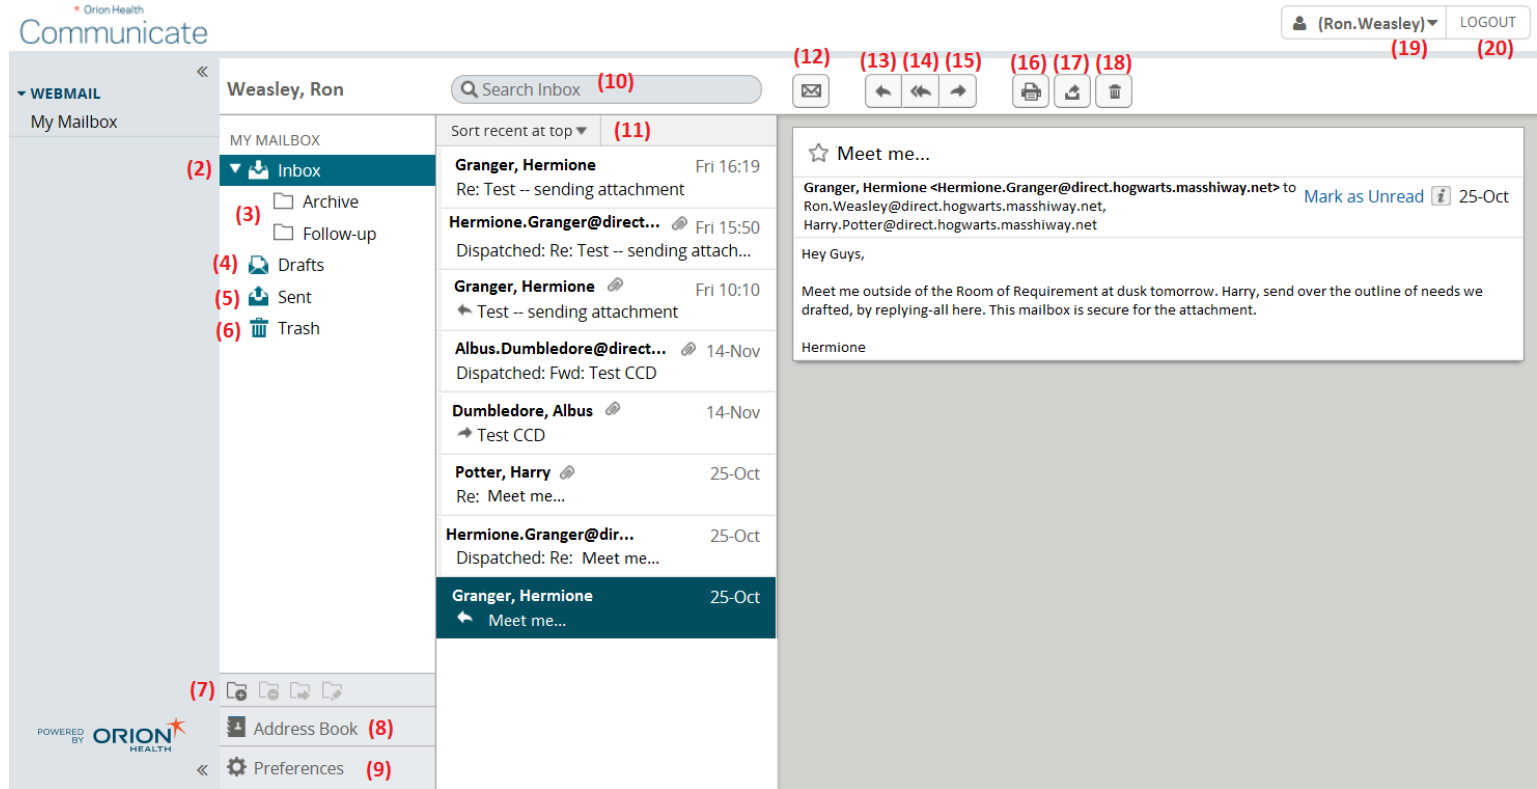 Orion Health
Communicate
(Ron.Weasley)
LOGOUT
(19)
(20)
WEBMAIL
My Mailbox
POWERED BY ORION HEALTH
Weasley, Ron
MY MAILBOX
(2) Inbox
Archive
(3)
Follow-up
(4) Drafts
(5) Sent
(6) Trash
(7)
Address Book (8)
Preferences (9)
Search Inbox (10)
Sort recent at top (11)
Granger, Hermione Fri 16:19
Re: Test -- sending attachment
Hermione.Granger@direct... Fri 15:50
Dispatched: Re: Test -- sending attach...
Granger, Hermione Fri 10:10
Test -- sending attachment
Albus.Dumbledore@direct... 14-Nov
Dispatched: Fwd: Test CCD
Dumbledore, Albus 14-Nov
Test CCD
Potter, Harry 25-Oct
Re: Meet me...
Hermione.Granger@dir... 25-Oct
Dispatched: Re: Meet me...
Granger, Hermione 25-Oct
Meet me...
(12) (13) (14) (15) (16) (17) (18)
Meet me...
Granger, Hermione <Hermione.Granger@direct.hogwarts.masshiway.net> to
Ron.Weasley@direct.hogwarts.masshiway.net,
Harry.Potter@direct.hogwarts.masshiway.net
Mark as Unread i 25-Oct
Hey Guys,
Meet me outside of the Room of Requirement at dusk tomorrow. Harry, send over the outline of needs we
drafted, by replying-all here. This mailbox is secure for the attachment.
Hermione